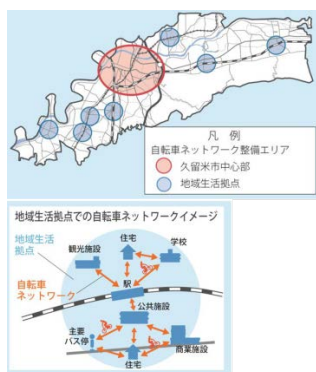 凡 例
自転車ネットワーク整備エリア
久留米市中心部
地域生活拠点
地域生活拠点での自転車ネットワークイメージ
地域生活
拠点
観光施設
住宅
学校
自転車
ネットワーク
駅
公共施設
主要
バス停
住宅
商業施設